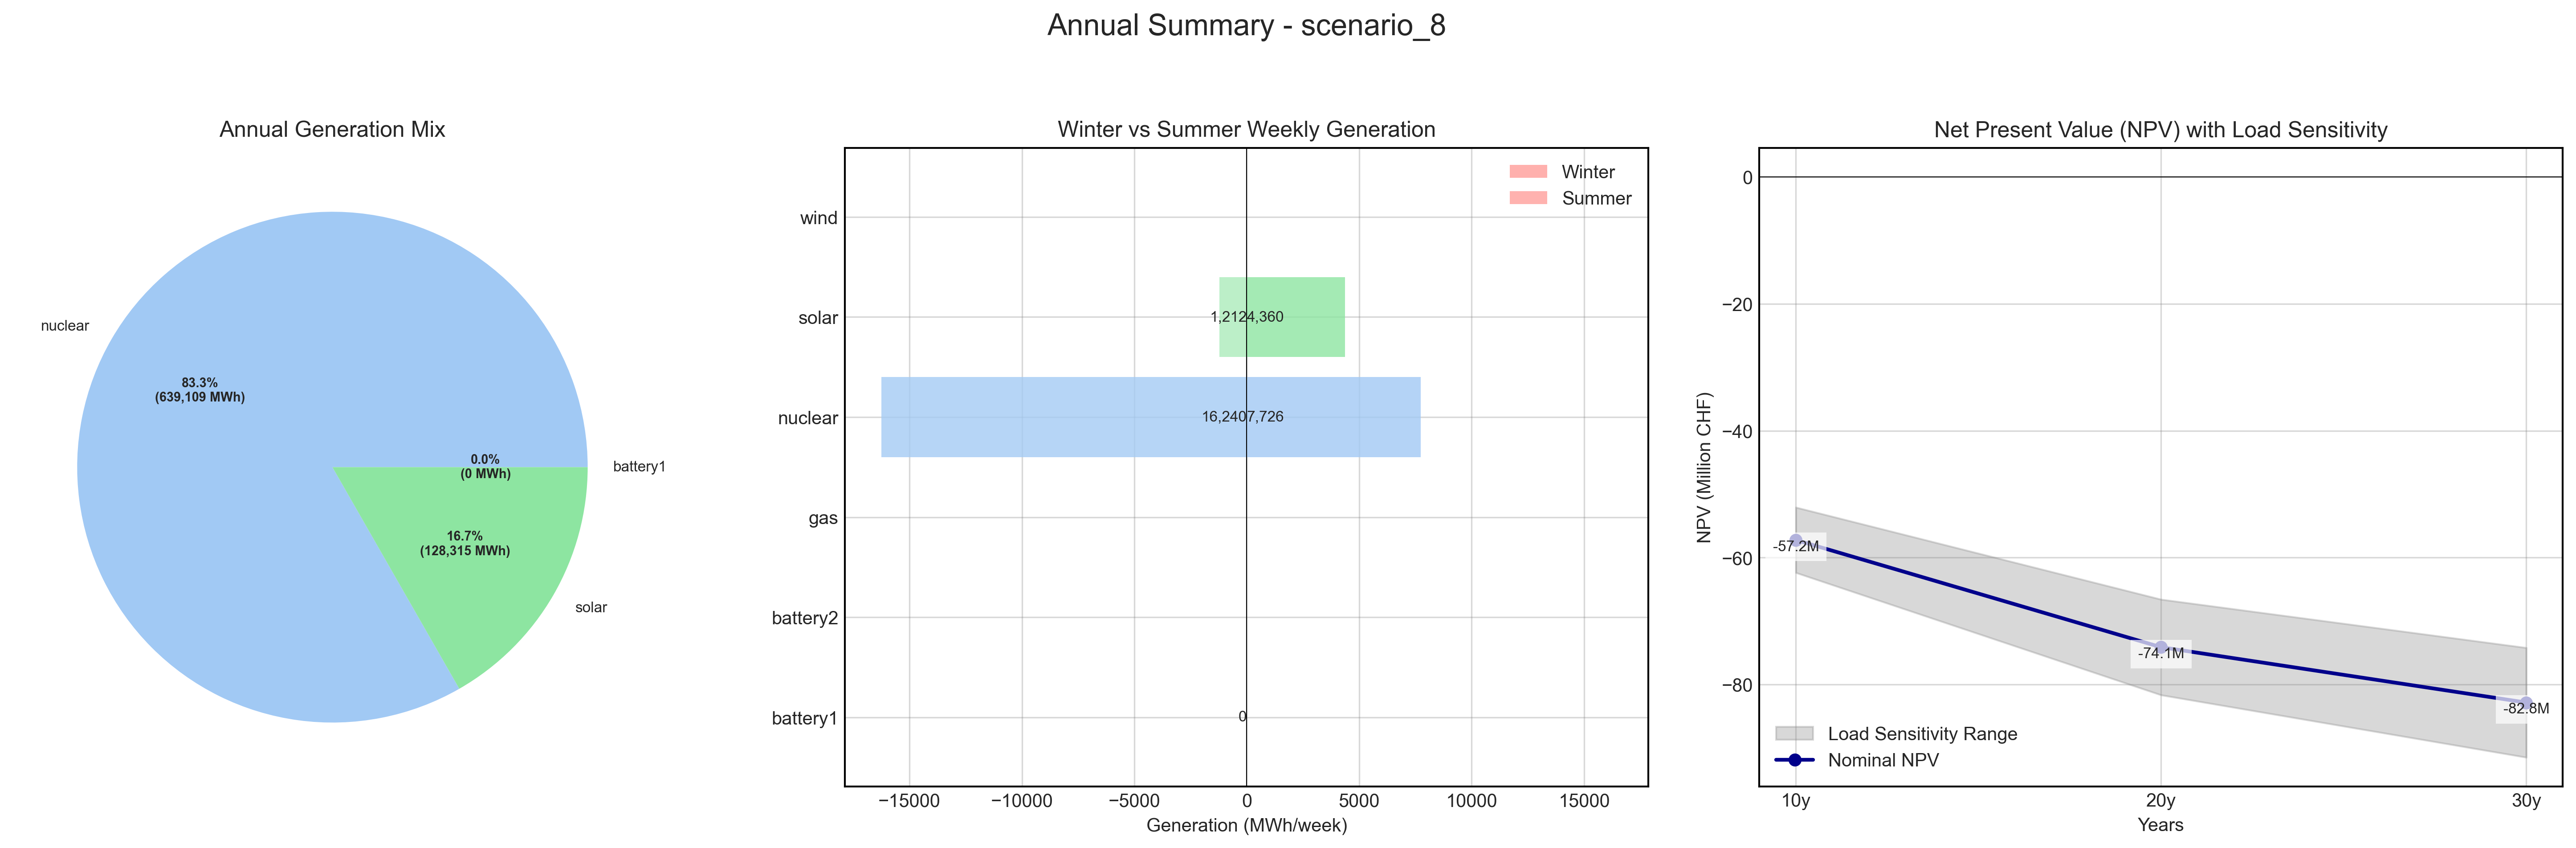 Annual Summary - scenario_8
Annual Generation Mix
nuclear
83.3%
(639,109 MWh)
0.0%
(0 MWh)
battery1
16.7%
(128,315 MWh)
solar
Winter vs Summer Weekly Generation
Winter
Summer
wind
solar
1,212
4,360
nuclear
16,240
7,726
gas
battery2
battery1
0
−15000
−10000
−5000
0
5000
10000
15000
Generation (MWh/week)
Net Present Value (NPV) with Load Sensitivity
NPV (Million CHF)
0
−20
−40
−60
−80
-57.2M
-74.1M
-82.8M
Load Sensitivity Range
Nominal NPV
10y
20y
30y
Years